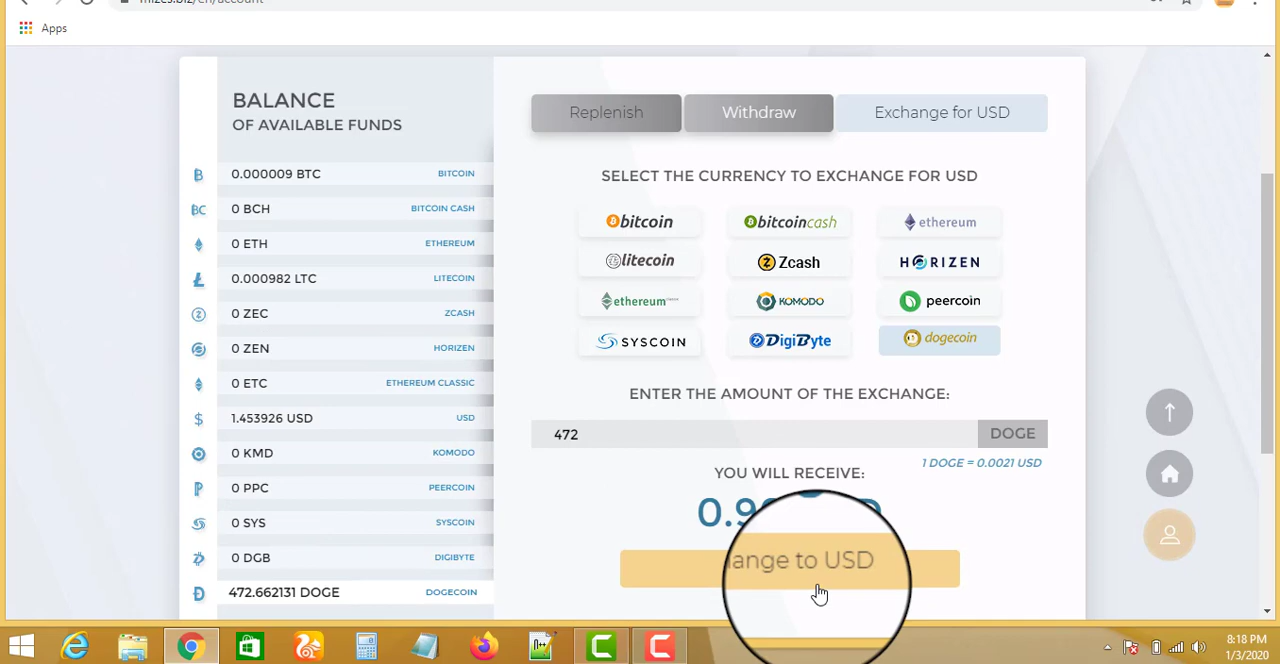 Apps
BALANCE
OF AVAILABLE FUNDS
0.000009 BTC BITCOIN
0 BCH BITCOIN CASH
0 ETH ETHEREUM
0.000982 LTC LITECOIN
0 ZEC ZCASH
0 ZEN HORIZEN
0 ETC ETHEREUM CLASSIC
1.453926 USD USD
0 KMD KOMODO
0 PPC PEERCOIN
0 SYS SYSCOIN
0 DGB DIGIBYTE
472.662131 DOGE DOGECOIN
Replenish Withdraw Exchange for USD
SELECT THE CURRENCY TO EXCHANGE FOR USD
bitcoin bitcoincash ethereum
litecoin Zcash HORIZEN
ethereum KOMODO peercoin
SYSCOIN DigiByte dogecoin
ENTER THE AMOUNT OF THE EXCHANGE:
472 DOGE
1 DOGE = 0.0021 USD
YOU WILL RECEIVE:
to USD
8:18 PM
1/3/2020